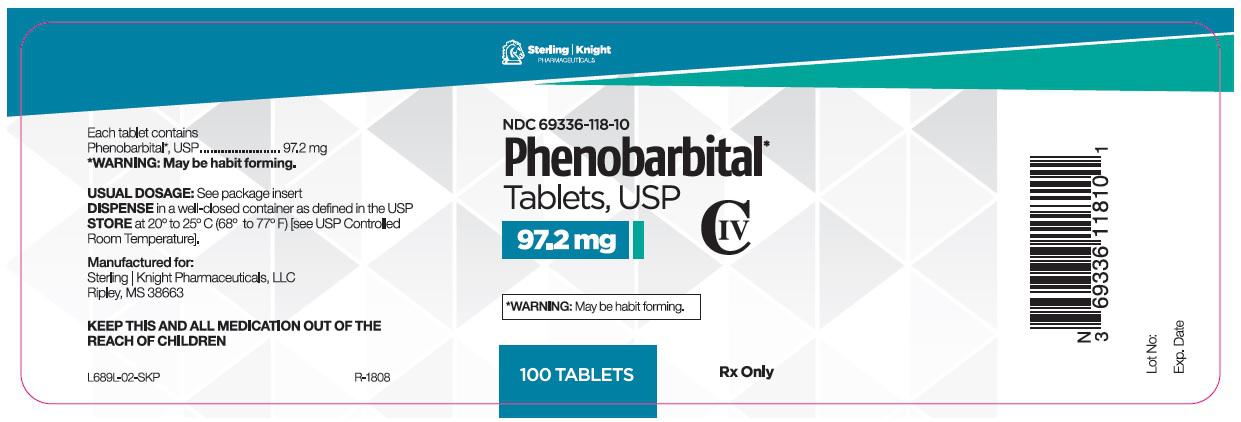 Sterling | Knight
PHARMACEUTICALS
Each tablet contains
Phenobarbital*, USP........................ 97.2 mg
*WARNING: May be habit forming.
USUAL DOSAGE: See package insert
DISPENSE in a well-closed container as defined in the USP
STORE at 20° to 25° C (68° to 77° F) [see USP Controlled
Room Temperature].
Manufactured for:
Sterling | Knight Pharmaceuticals, LLC
Ripley, MS 38663
KEEP THIS AND ALL MEDICATION OUT OF THE
REACH OF CHILDREN
L689L-02-SKP R-1808
NDC 69336-118-10
Phenobarbital*
Tablets, USP
97.2 mg
CIV
*WARNING: May be habit forming.
100 TABLETS
Rx Only
N
3 69336 11810 1
Lot No:
Exp. Date